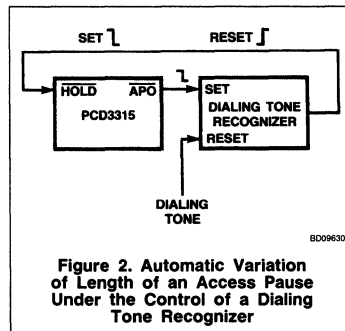 SET RESET
HOLD APO SET
PCD3315 DIALING TONE
RECOGNIZER
RESET
DIALING
TONE
BD09630
Figure 2. Automatic Variation
of Length of an Access Pause
Under the Control of a Dialing
Tone Recognizer